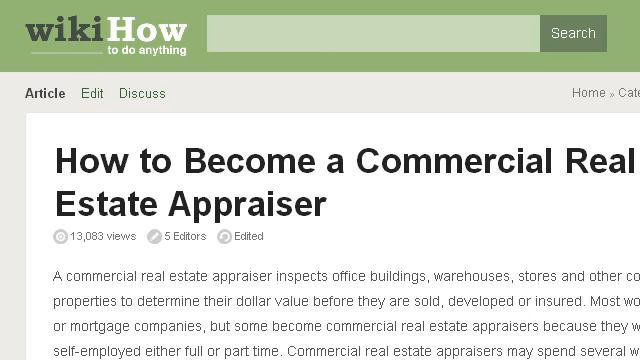 wikiHow
to do anything
Search
Article Edit Discuss
Home » Cate
How to Become a Commercial Real
Estate Appraiser
13,083 views 5 Editors Edited
A commercial real estate appraiser inspects office buildings, warehouses, stores and other co
properties to determine their dollar value before they are sold, developed or insured. Most wo
or mortgage companies, but some become commercial real estate appraisers because they w
self-employed either full or part time. Commercial real estate appraisers may spend several w